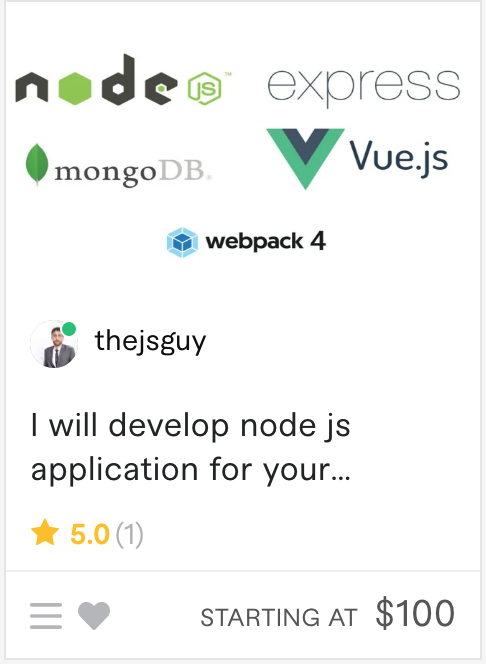 node JS™
express
mongoDB®
Vue.js
webpack 4
thejsguy
I will develop node js
application for your...
5.0 (1)
STARTING AT $100